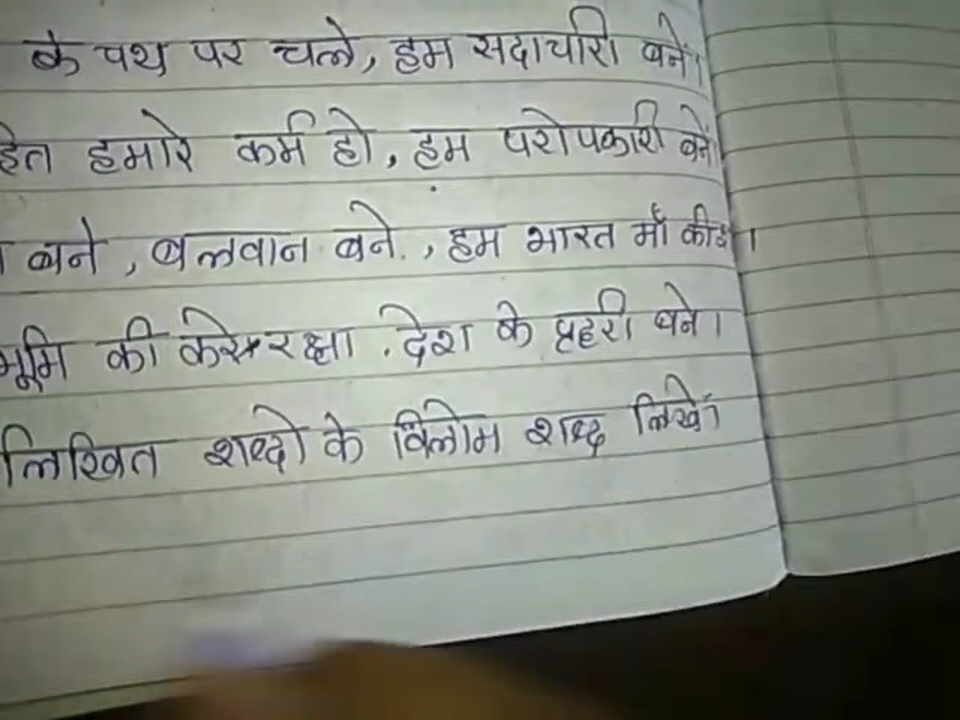 के पथ पर चले, हम सदाचारी बने।
हमारे कर्म हो, हम परोपकारी बनें
बने, बलवान बने, हम भारत माँ की
भूमि की करे रक्षा देश के प्रहरी बने।
लिखित शब्दो के विलोम शब्द लिखें